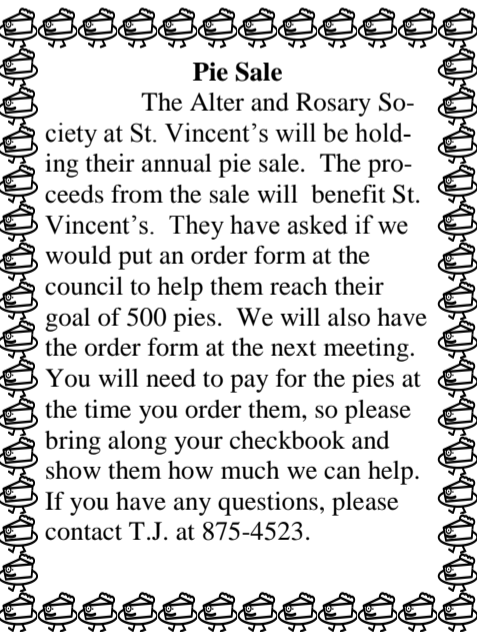 Pie Sale
The Alter and Rosary So-
ciety at St. Vincent's will be hold-
ing their annual pie sale.  The pro-
ceeds from the sale will  benefit St.
Vincent's.  They have asked if we
would put an order form at the
council to help them reach their
goal of 500 pies.  We will also have
the order form at the next meeting.
You will need to pay for the pies at
the time you order them, so please
bring along your checkbook and
show them how much we can help.
If you have any questions, please
contact T.J. at 875-4523.